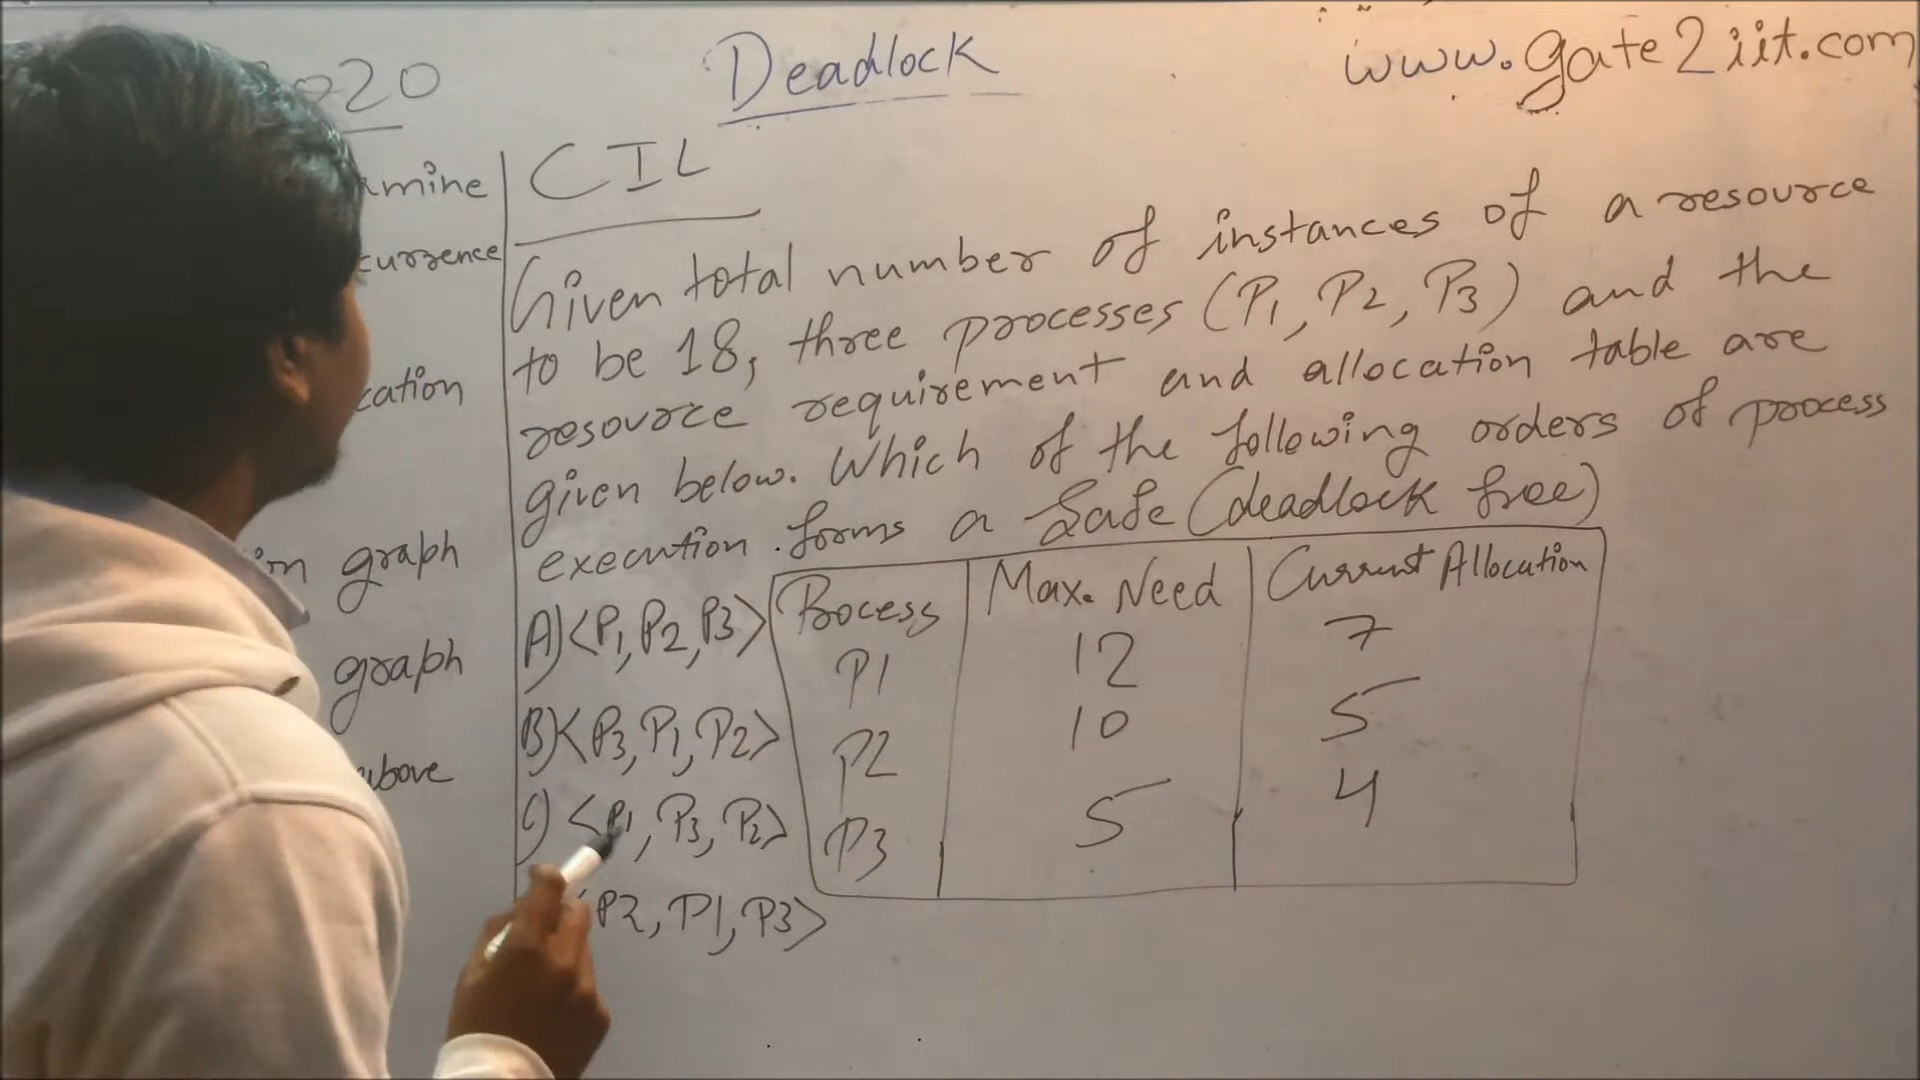 2020
Deadlock
www.gate2iit.com
mine
currence
cation
graph
graph
above
CIL
Given total number of instances of a resource
to be 18, three processes (P1, P2, P3) and the
resource requirement and allocation table are
given below. Which of the following orders of process
execution forms a Safe (deadlock free)
A) <P1, P2, P3>
B) <P3, P1, P2>
C) <P1, P3, P2>
<P2, P1, P3>
Process Max. Need Current Allocation
P1 12 7
P2 10 5
P3 5 4